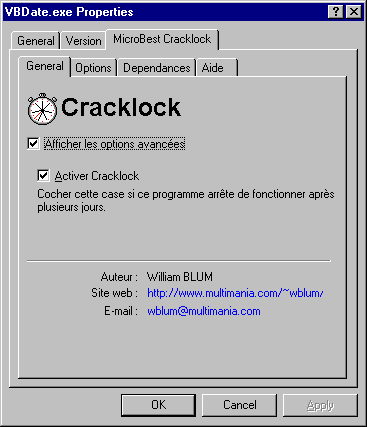 VBDate.exe Properties
General Version MicroBest Cracklock
General Options Dependances Aide
Cracklock
Afficher les options avancées
Activer Cracklock
Cocher cette case si ce programme arrête de fonctionner après
plusieurs jours.
Auteur : William BLUM
Site web : http://www.multimania.com/~wblum/
E-mail : wblum@multimania.com
OK Cancel Apply